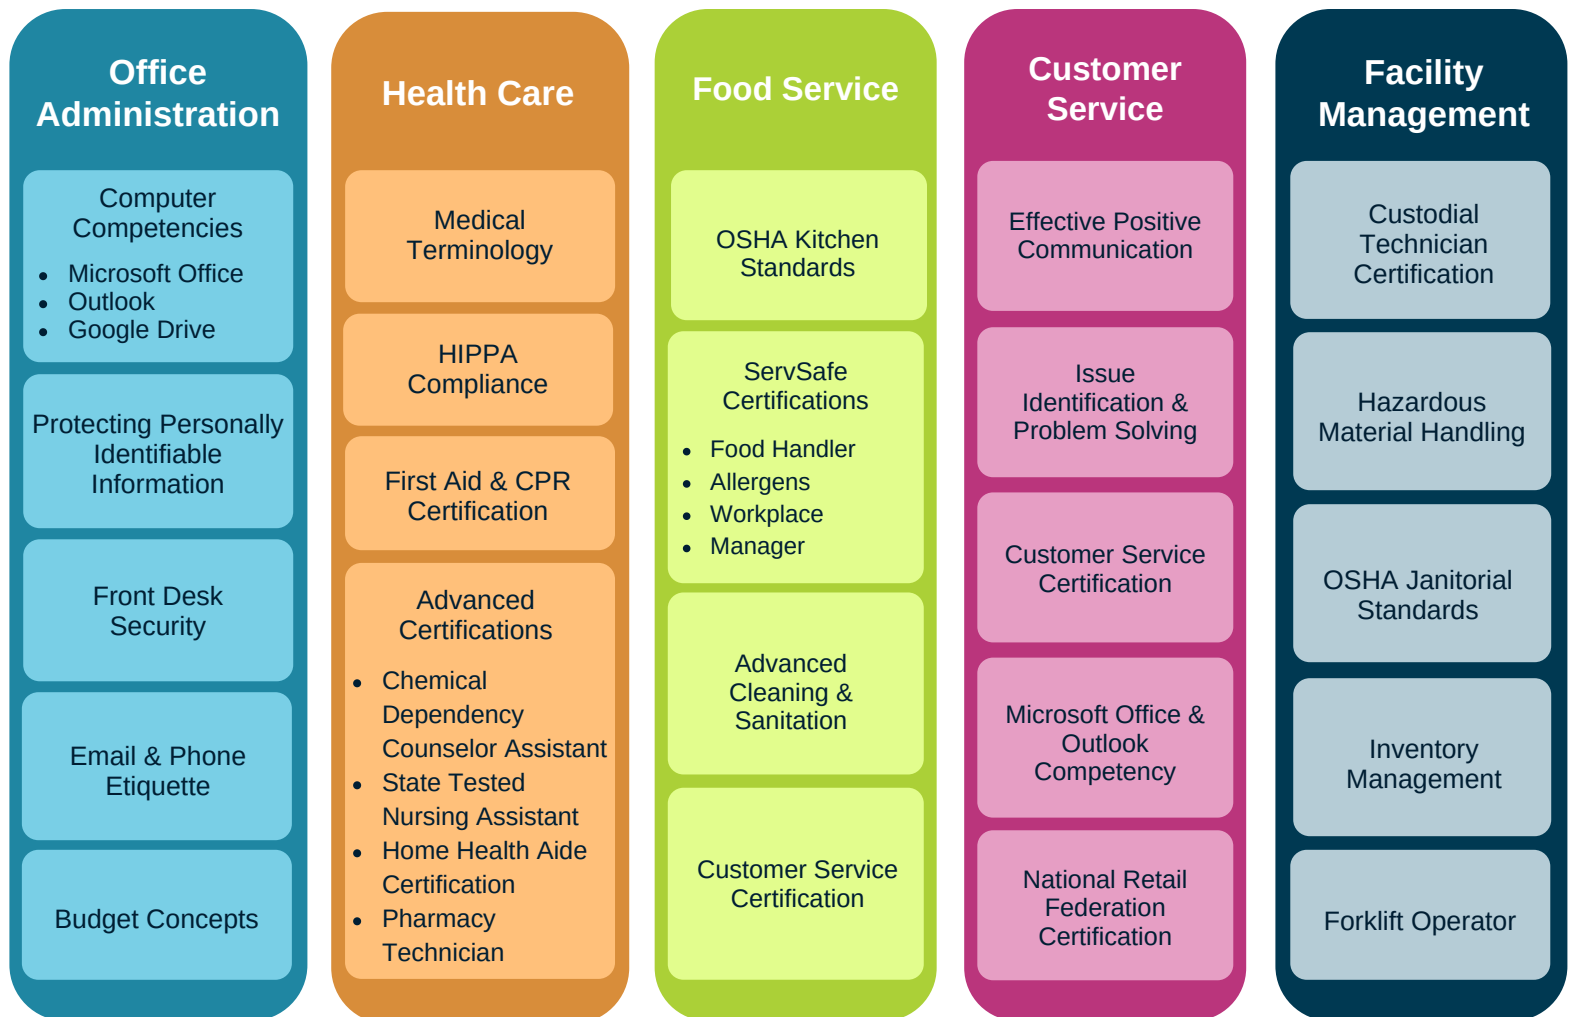 Office
Administration
Computer
Competencies
• Microsoft Office
• Outlook
• Google Drive
Protecting Personally
Identifiable
Information
Front Desk
Security
Email & Phone
Etiquette
Budget Concepts
Health Care
Medical
Terminology
HIPPA
Compliance
First Aid & CPR
Certification
Advanced
Certifications
• Chemical
Dependency
Counselor Assistant
• State Tested
Nursing Assistant
• Home Health Aide
Certification
• Pharmacy
Technician
Food Service
OSHA Kitchen
Standards
ServSafe
Certifications
• Food Handler
• Allergens
• Workplace
• Manager
Advanced
Cleaning &
Sanitation
Customer Service
Certification
Customer
Service
Effective Positive
Communication
Issue
Identification &
Problem Solving
Customer Service
Certification
Microsoft Office &
Outlook
Competency
National Retail
Federation
Certification
Facility
Management
Custodial
Technician
Certification
Hazardous
Material Handling
OSHA Janitorial
Standards
Inventory
Management
Forklift Operator